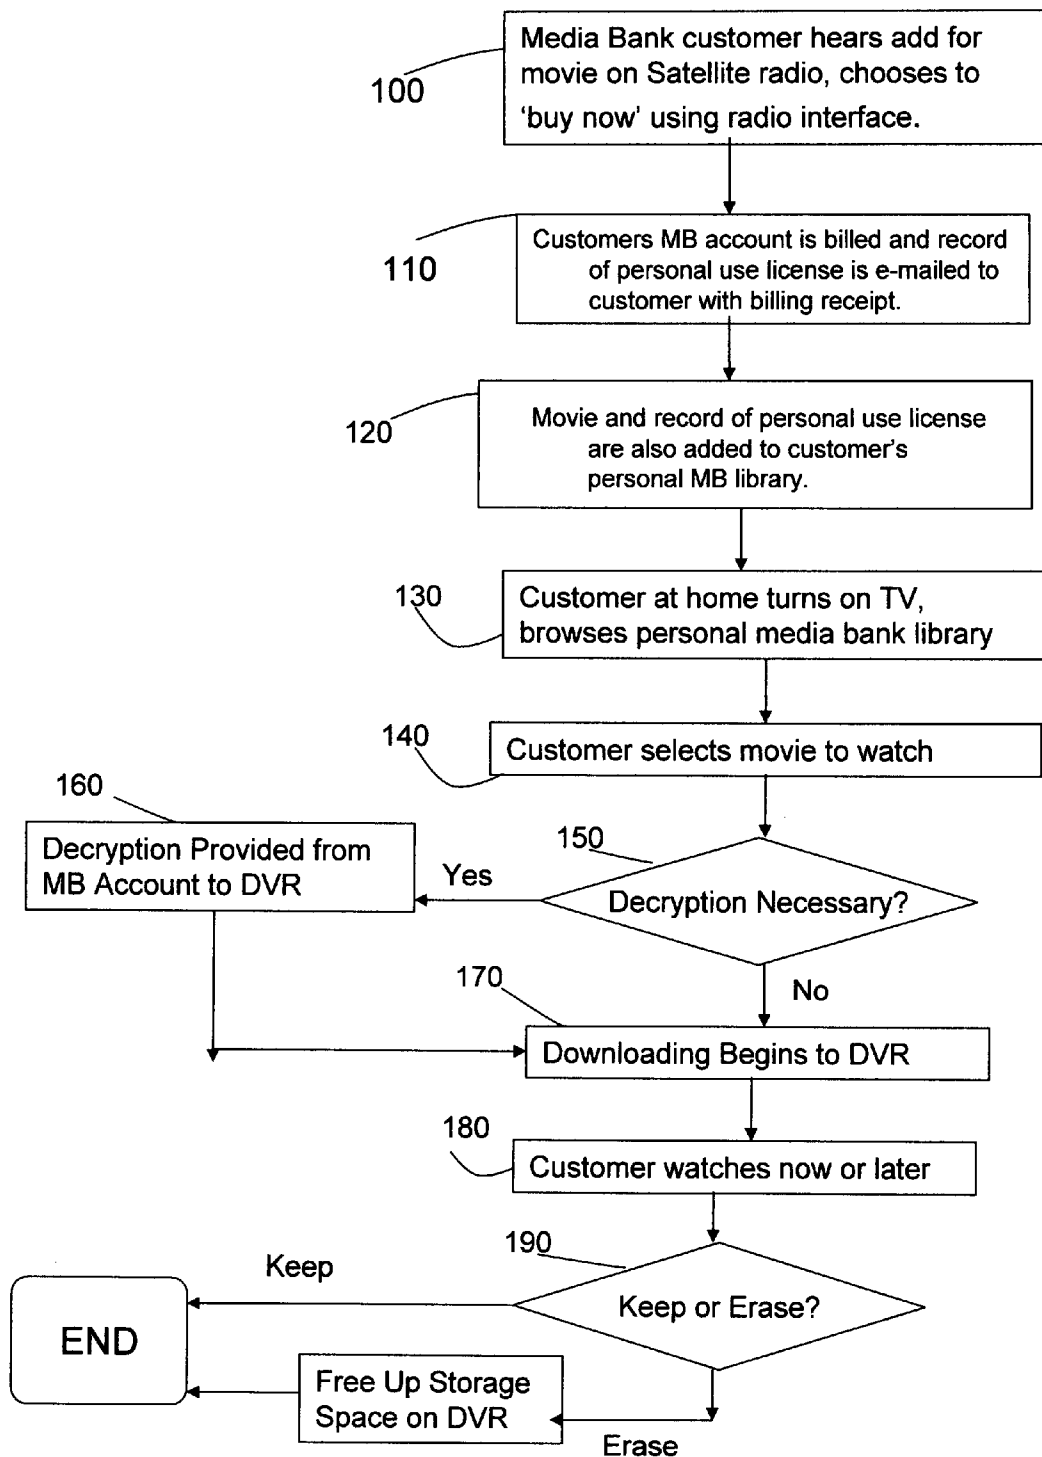 Media Bank customer hears add for
movie on Satellite radio, chooses to
'buy now' using radio interface.
100
Customers MB account is billed and record
of personal use license is e-mailed to
customer with billing receipt.
110
Movie and record of personal use license
are also added to customer's
personal MB library.
120
130
Customer at home turns on TV,
browses personal media bank library
140
Customer selects movie to watch
160
Decryption Provided from
MB Account to DVR
Yes
150
Decryption Necessary?
No
170
Downloading Begins to DVR
180
Customer watches now or later
190
Keep or Erase?
Keep
END
Free Up Storage
Space on DVR
Erase